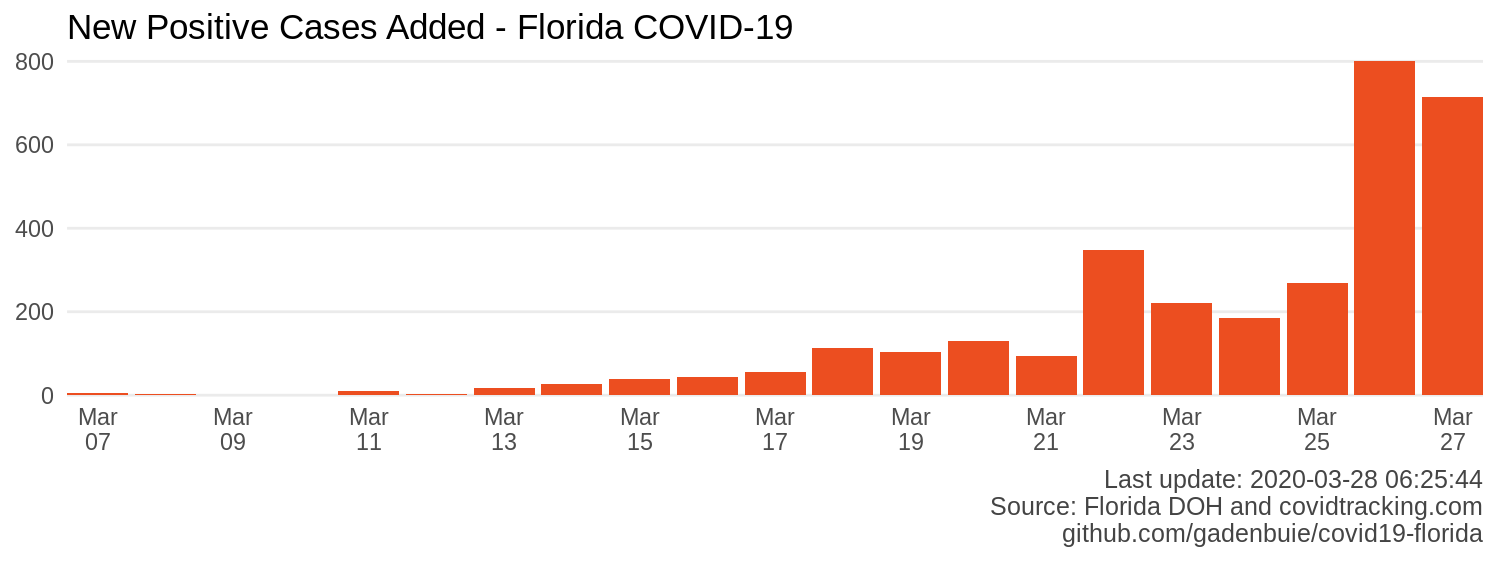 New Positive Cases Added - Florida COVID-19
800
600
400
200
0
Mar Mar Mar Mar Mar Mar Mar Mar Mar Mar Mar
07 09 11 13 15 17 19 21 23 25 27
Last update: 2020-03-28 06:25:44
Source: Florida DOH and covidtracking.com
github.com/gadenbuie/covid19-florida